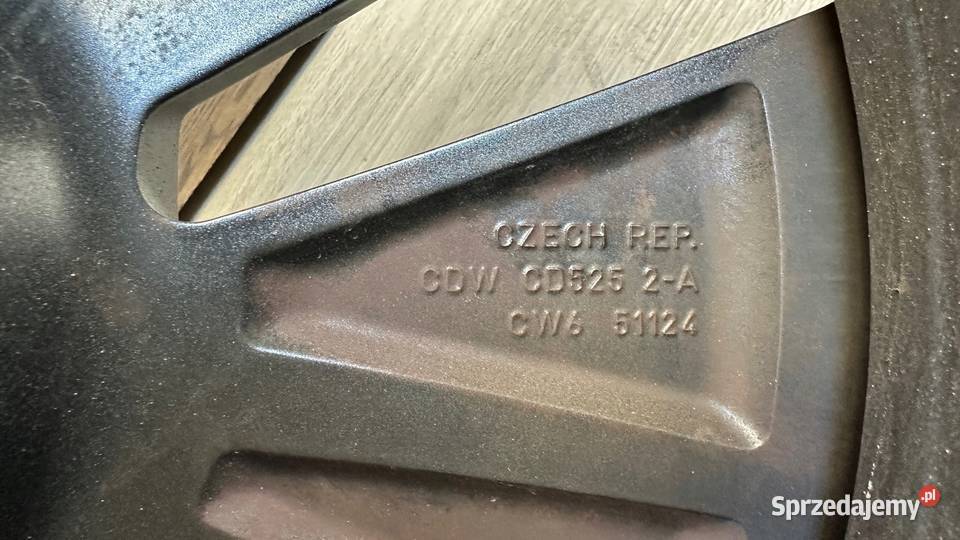 CZECH REP.
CDW CD525 2-A
CW6 51124
Sprzedajemy.pl